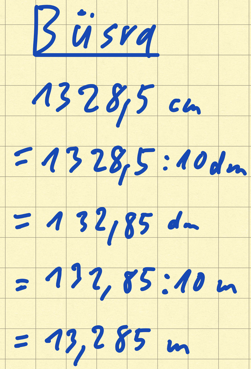 Büsra
1328,5 cm
= 1328,5:10 dm
= 132,85 dm
= 132,85:10 m
= 13,285 m